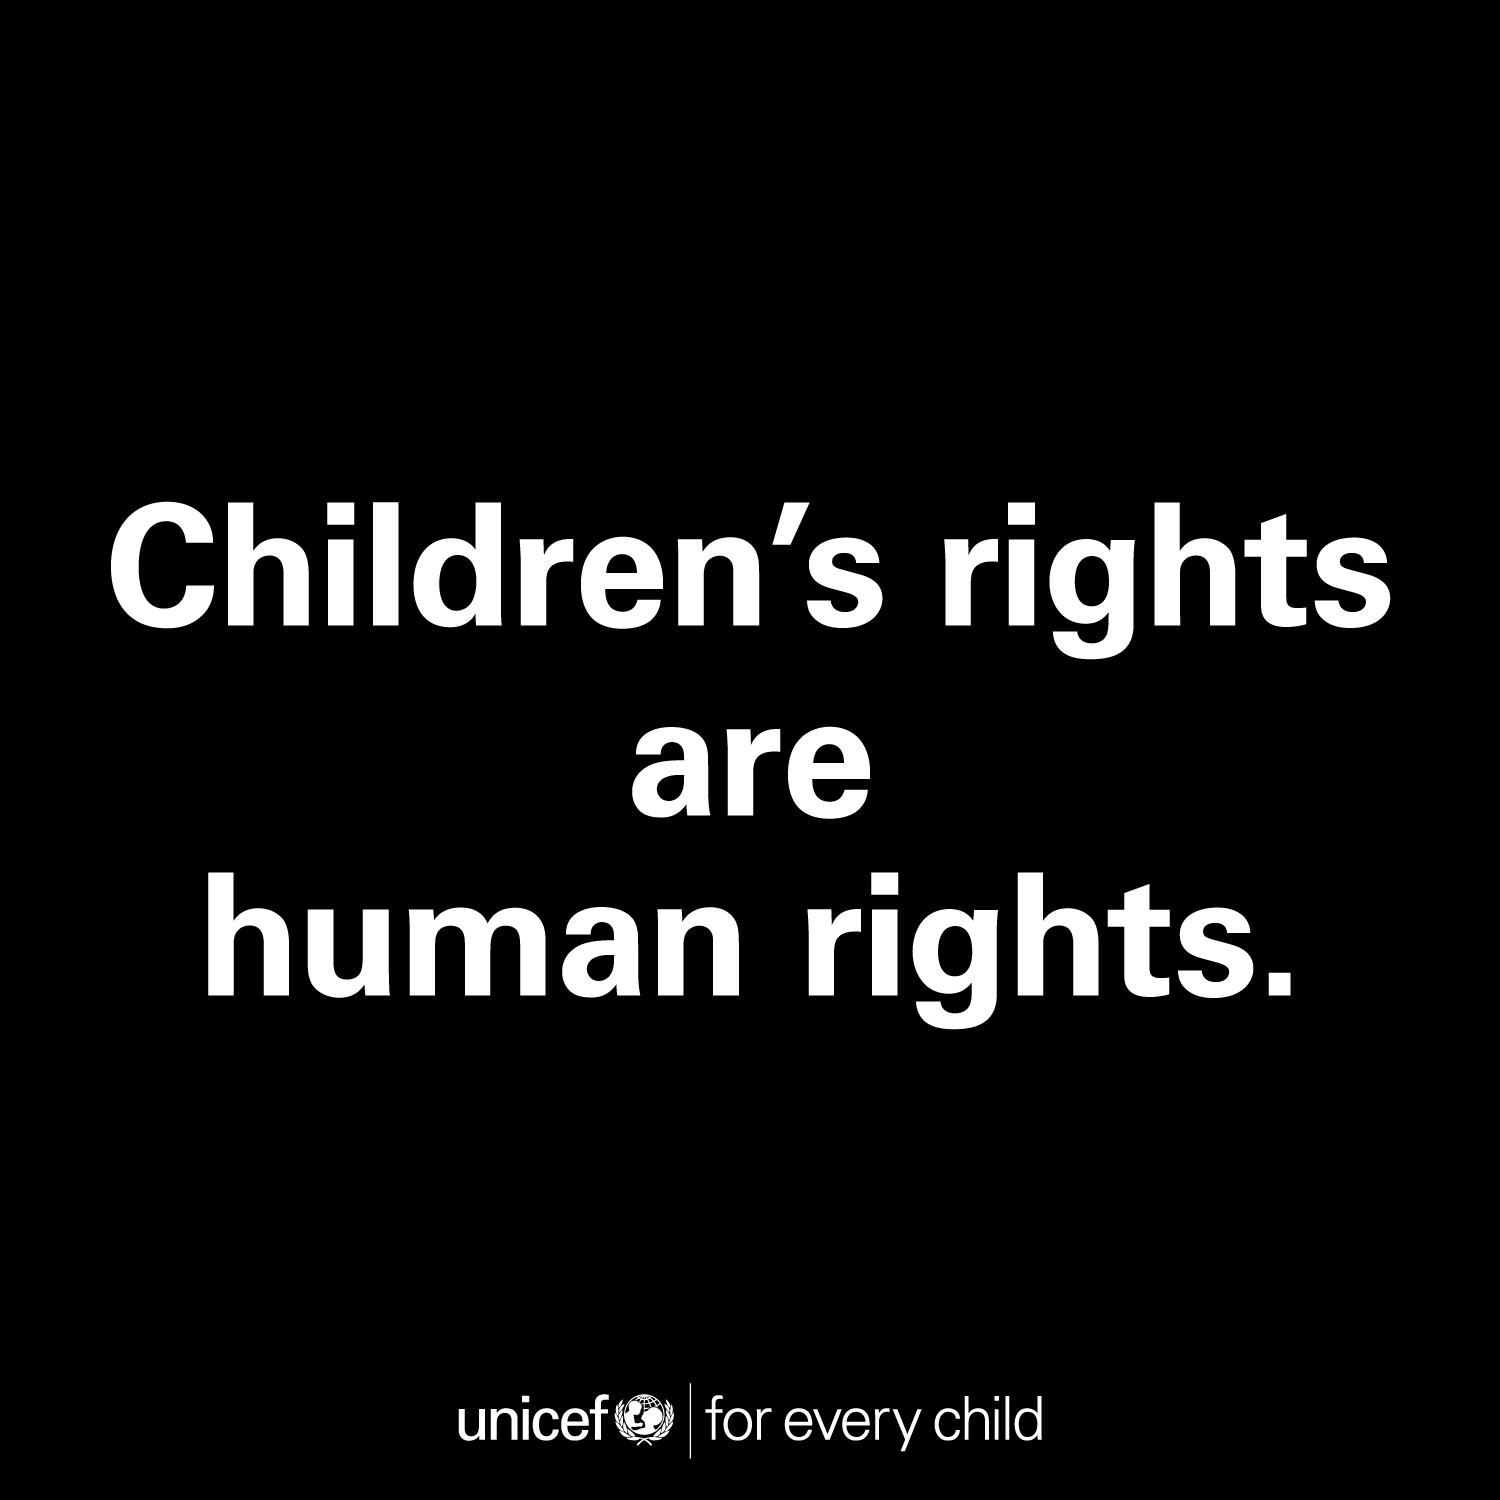 Children’s rights
are
human rights.
unicef | for every child